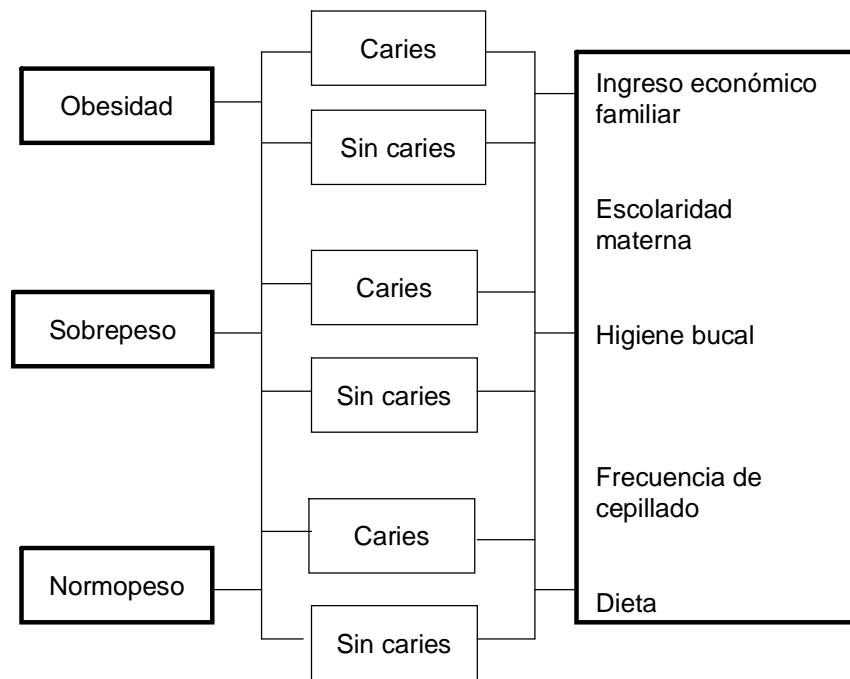 Obesidad
Sobrepeso
Normopeso
Caries
Sin caries
Caries
Sin caries
Caries
Sin caries
Ingreso económico
familiar
Escolaridad
materna
Higiene bucal
Frecuencia de
cepillado
Dieta